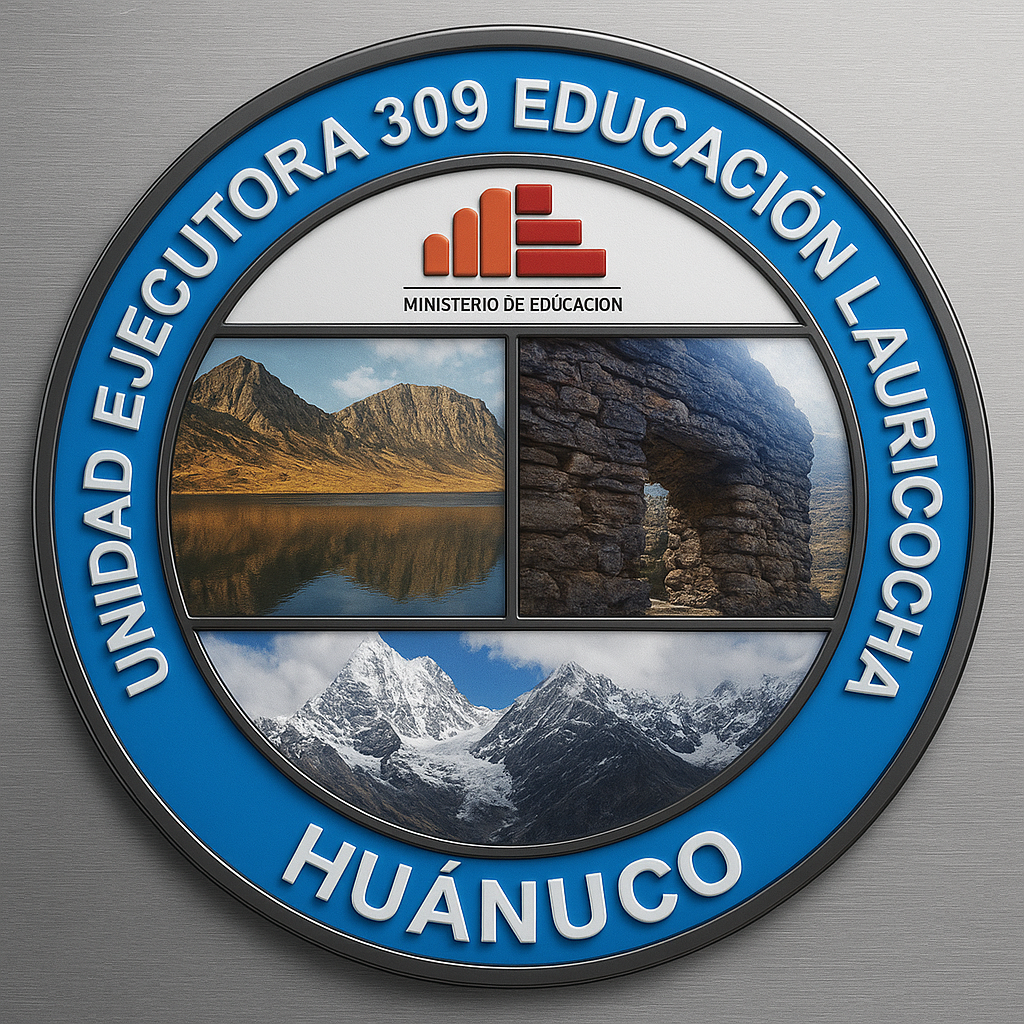 UNIDAD EJECUTORA 309 EDUCACIÓN LAURICOCHA
MINISTERIO DE EDÚCACION
HUÁNUCO